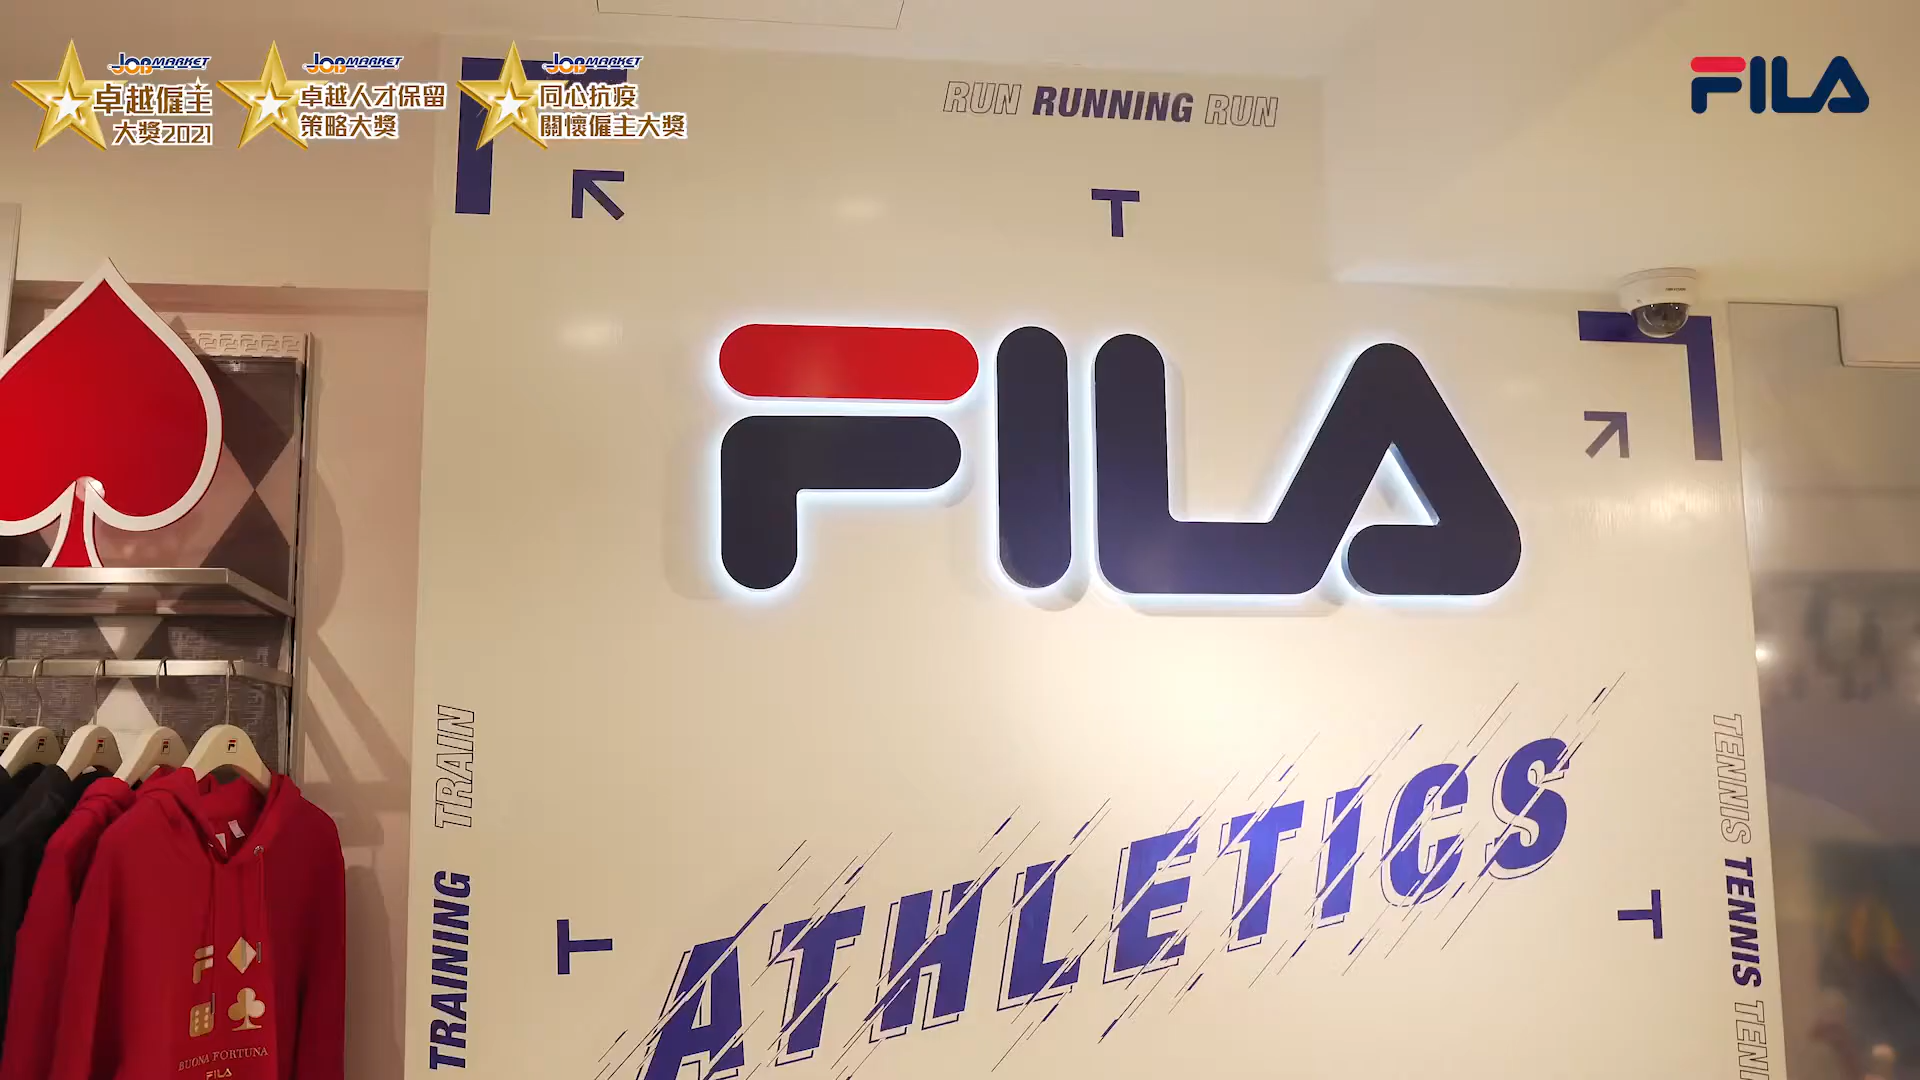 JOBMARKET
卓越僱主
大獎2021
JOBMARKET
卓越人才保留
策略大獎
JOBMARKET
同心抗疫
關懷僱主大獎
FILA
RUN RUNNING RUN
FILA
ATHLETICS
TRAINING TRAIN
TENNIS TENNIS TENNI
BUONA FORTUNA
FILA